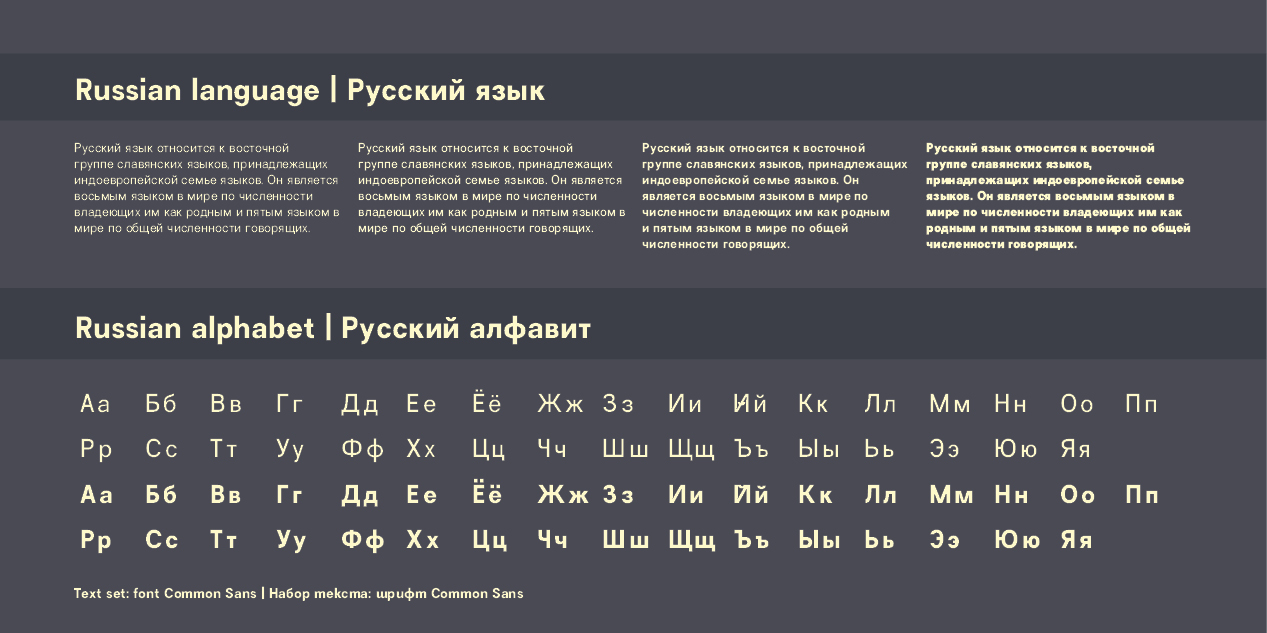 Russian language | Русский язык
Русский язык относится к восточной
группе славянских языков, принадлежащих
индоевропейской семье языков. Он является
восьмым языком в мире по численности
владеющих им как родным и пятым языком в
мире по общей численности говорящих.
Русский язык относится к восточной
группе славянских языков, принадлежащих
индоевропейской семье языков. Он является
восьмым языком в мире по численности
владеющих им как родным и пятым языком в
мире по общей численности говорящих.
Русский язык относится к восточной
группе славянских языков, принадлежащих
индоевропейской семье языков. Он
является восьмым языком в мире по
численности владеющих им как родным
и пятым языком в мире по общей
численности говорящих.
Русский язык относится к восточной
группе славянских языков,
принадлежащих индоевропейской семье
языков. Он является восьмым языком в
мире по численности владеющих им как
родным и пятым языком в мире по общей
численности говорящих.
Russian alphabet | Русский алфавит
Аа Бб Вв Гг Дд Ее Ёё Жж Зз Ии Йй Кк Лл Мм Нн Оо Пп
Рр Сс Тт Уу Фф Хх Цц Чч Шш Щщ Ъъ Ыы Ьь Ээ Юю Яя
Аа Бб Вв Гг Дд Ее Ёё Жж Зз Ии Йй Кк Лл Мм Нн Оо Пп
Рр Сс Тт Уу Фф Хх Цц Чч Шш Щщ Ъъ Ыы Ьь Ээ Юю Яя
Text set: font Common Sans | Набор текста: шрифт Common Sans